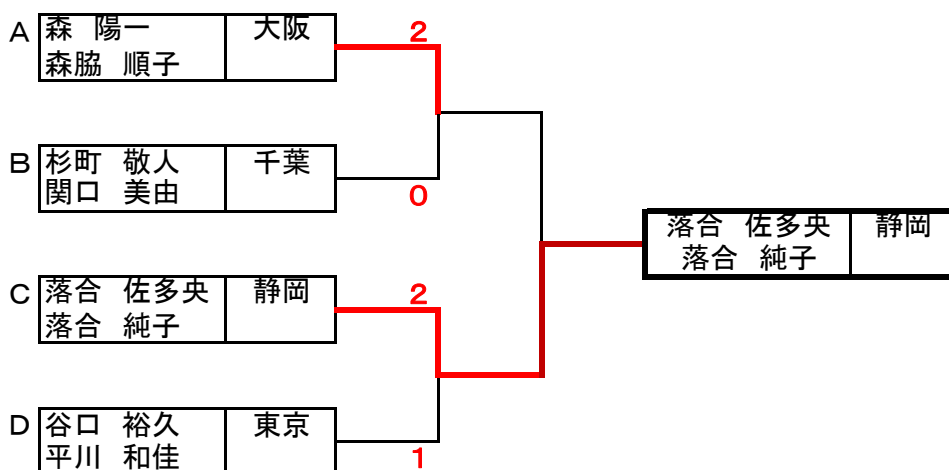 A 森 陽一 大阪 2
森脇 順子
B 杉町 敬人 千葉
関口 美由 0
落合 佐多央 静岡
落合 純子
C 落合 佐多央 静岡 2
落合 純子
D 谷口 裕久 東京
平川 和佳 1